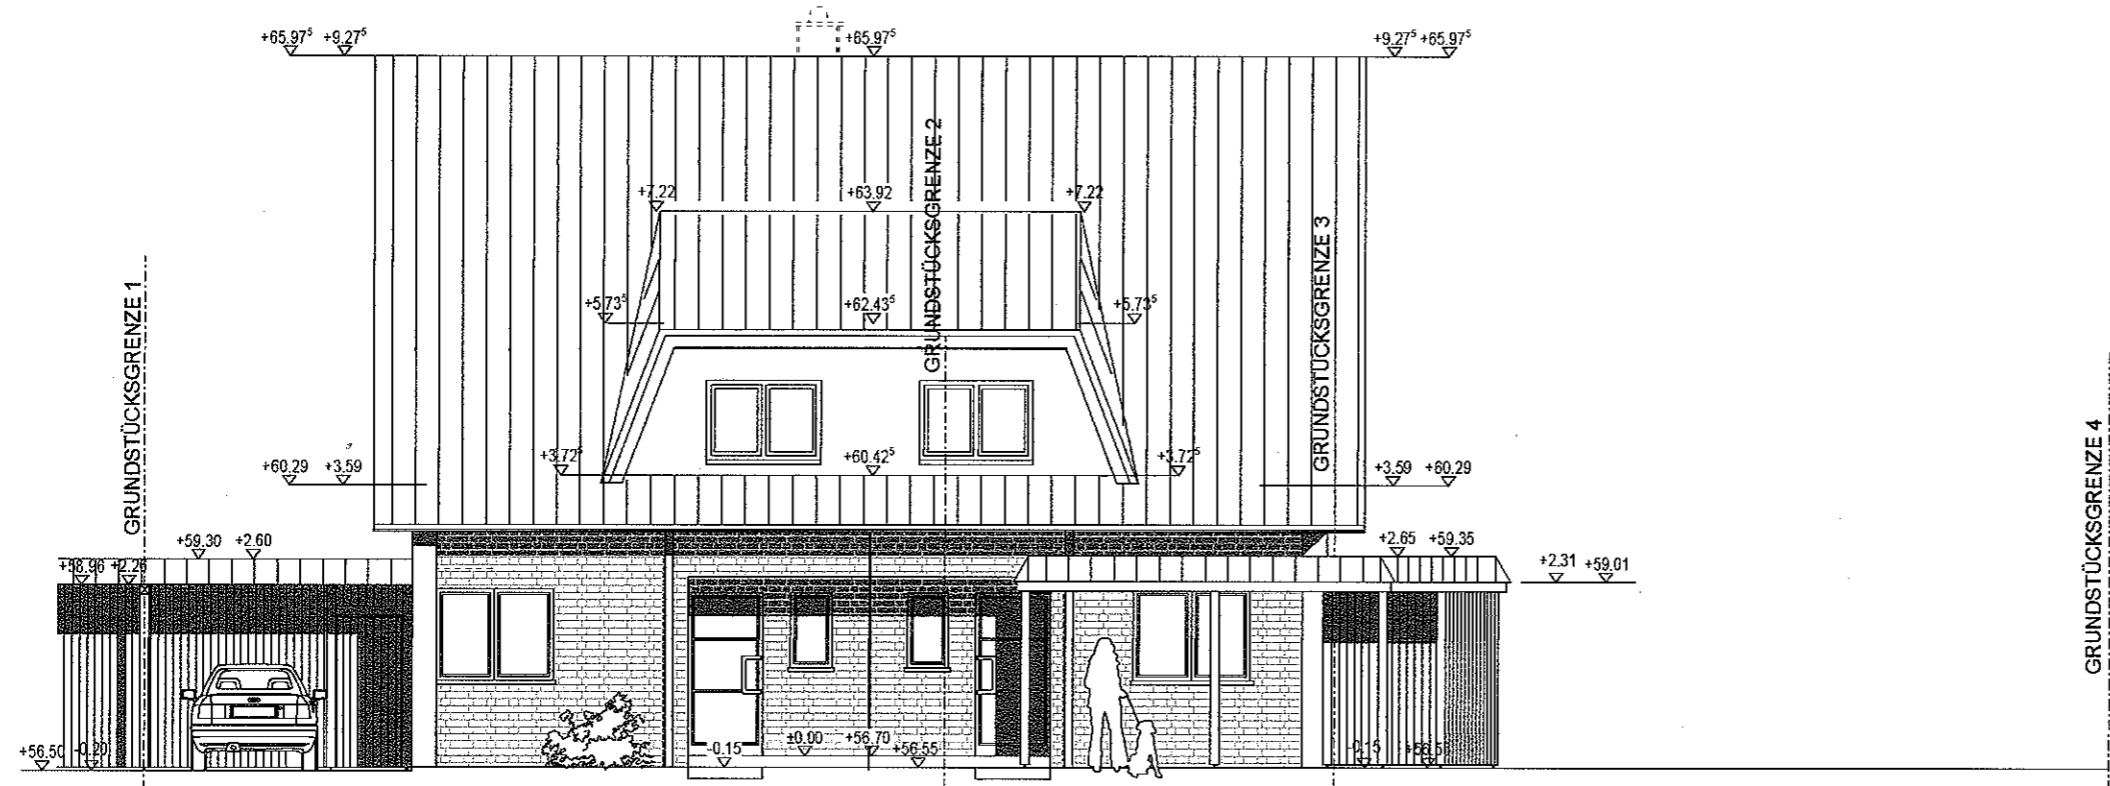 +65.97⁵ +9.27⁵ +65.97⁵ +9.27⁵ +65.97⁵
+7.22 +63.92 +7.22
GRUNDSTÜCKSGRENZE 1
GRUNDSTÜCKSGRENZE 2
GRUNDSTÜCKSGRENZE 3
GRUNDSTÜCKSGRENZE 4
+5.73⁵ +62.43⁵ +5.73⁵
+60.29 +3.59 +3.72⁵ +60.42⁵ +3.72⁵ +3.59 +60.29
+59.30 +2.60 +2.65 +59.35
+58.96 +2.26 +2.31 +59.01
+56.50 -0.20 -0.15 ±0.00 +56.70 +56.55 -0.15